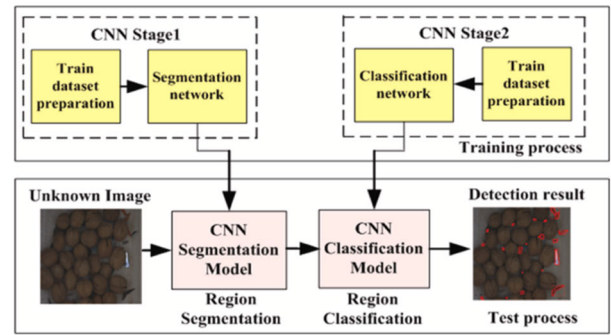 CNN Stage1
CNN Stage2
Train
dataset
preparation
Segmentation
network
Classification
network
Train
dataset
preparation
Training process
Unknown Image
Detection result
CNN
Segmentation
Model
CNN
Classification
Model
Region
Segmentation
Region
Classification
Test process